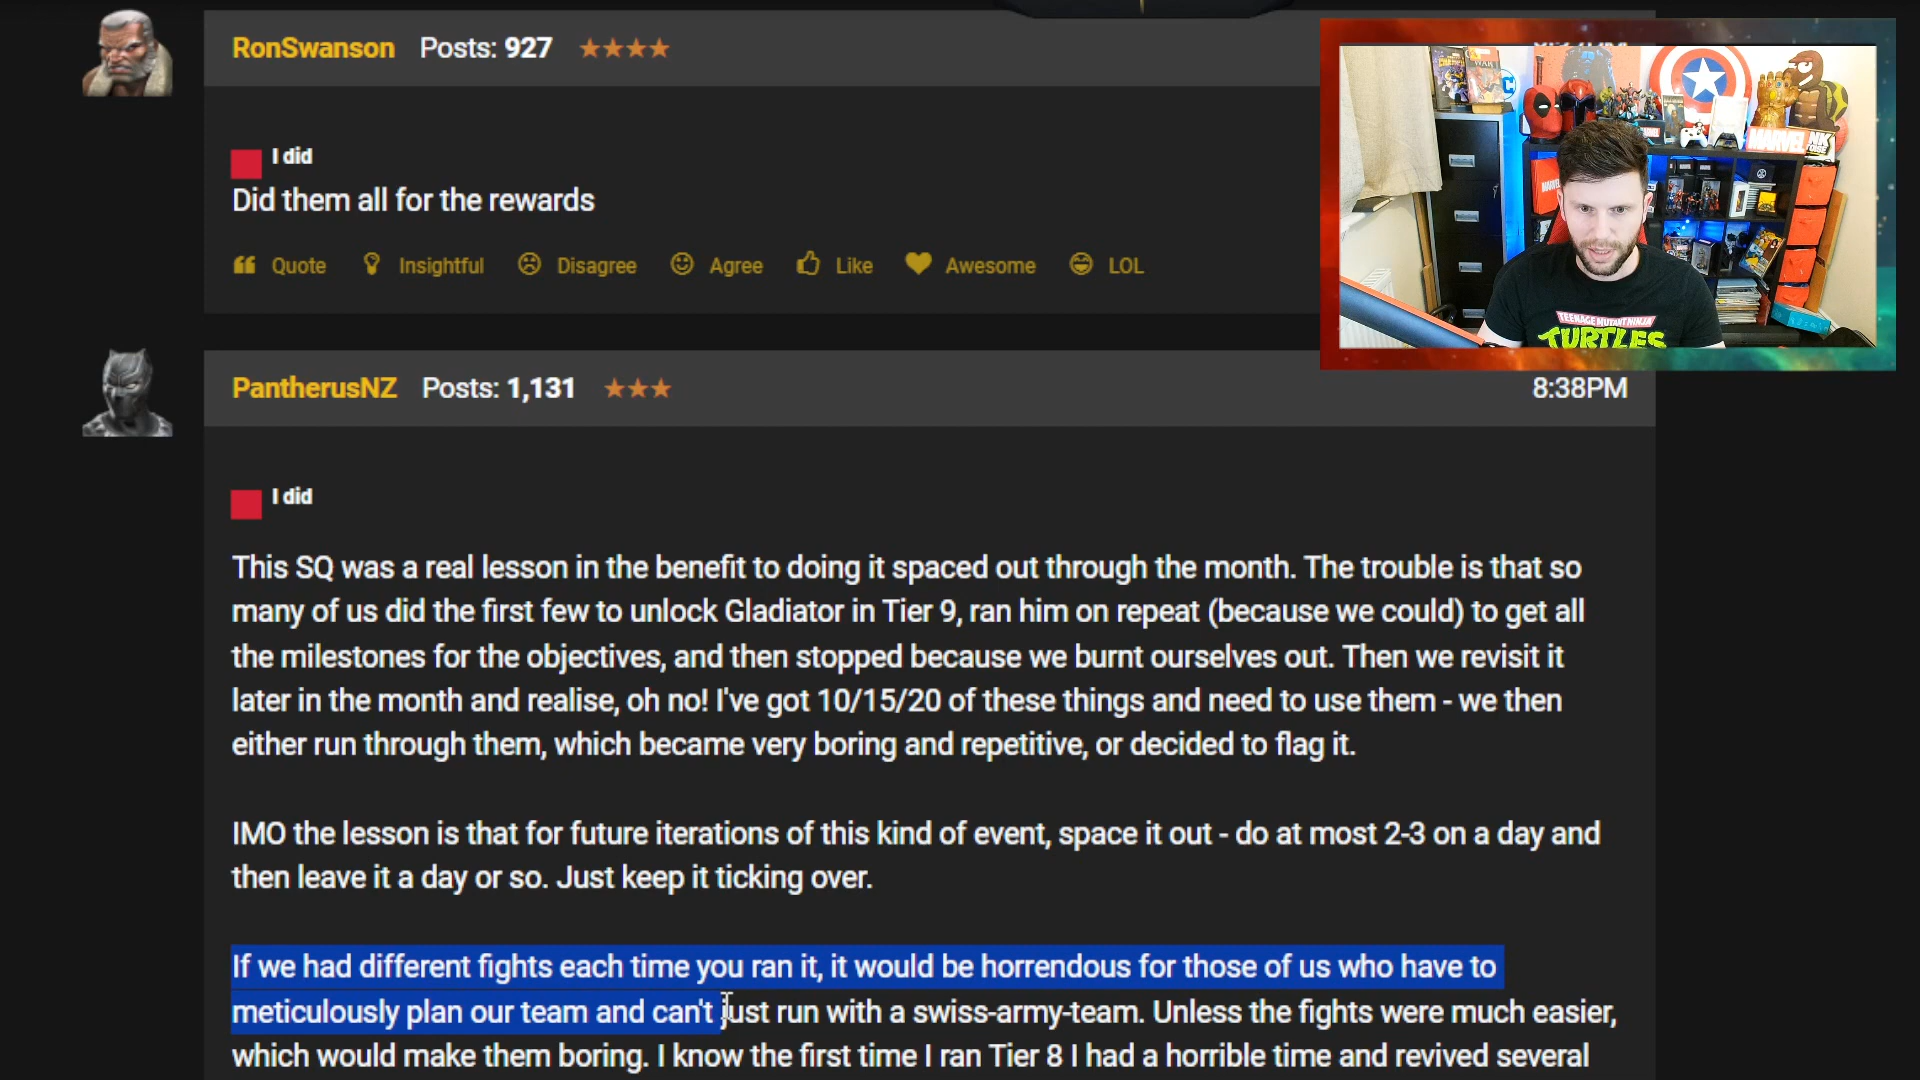 RonSwanson Posts: 927
I did
Did them all for the rewards
Quote Insightful Disagree Agree Like Awesome LOL
MARVEL
TEENAGE MUTANT NINJA
TURTLES
PantherusNZ Posts: 1,131 8:38PM
I did
This SQ was a real lesson in the benefit to doing it spaced out through the month. The trouble is that so
many of us did the first few to unlock Gladiator in Tier 9, ran him on repeat (because we could) to get all
the milestones for the objectives, and then stopped because we burnt ourselves out. Then we revisit it
later in the month and realise, oh no! I've got 10/15/20 of these things and need to use them - we then
either run through them, which became very boring and repetitive, or decided to flag it.
IMO the lesson is that for future iterations of this kind of event, space it out - do at most 2-3 on a day and
then leave it a day or so. Just keep it ticking over.
If we had different fights each time you ran it, it would be horrendous for those of us who have to
meticulously plan our team and can't just run with a swiss-army-team. Unless the fights were much easier,
which would make them boring. I know the first time I ran Tier 8 I had a horrible time and revived several